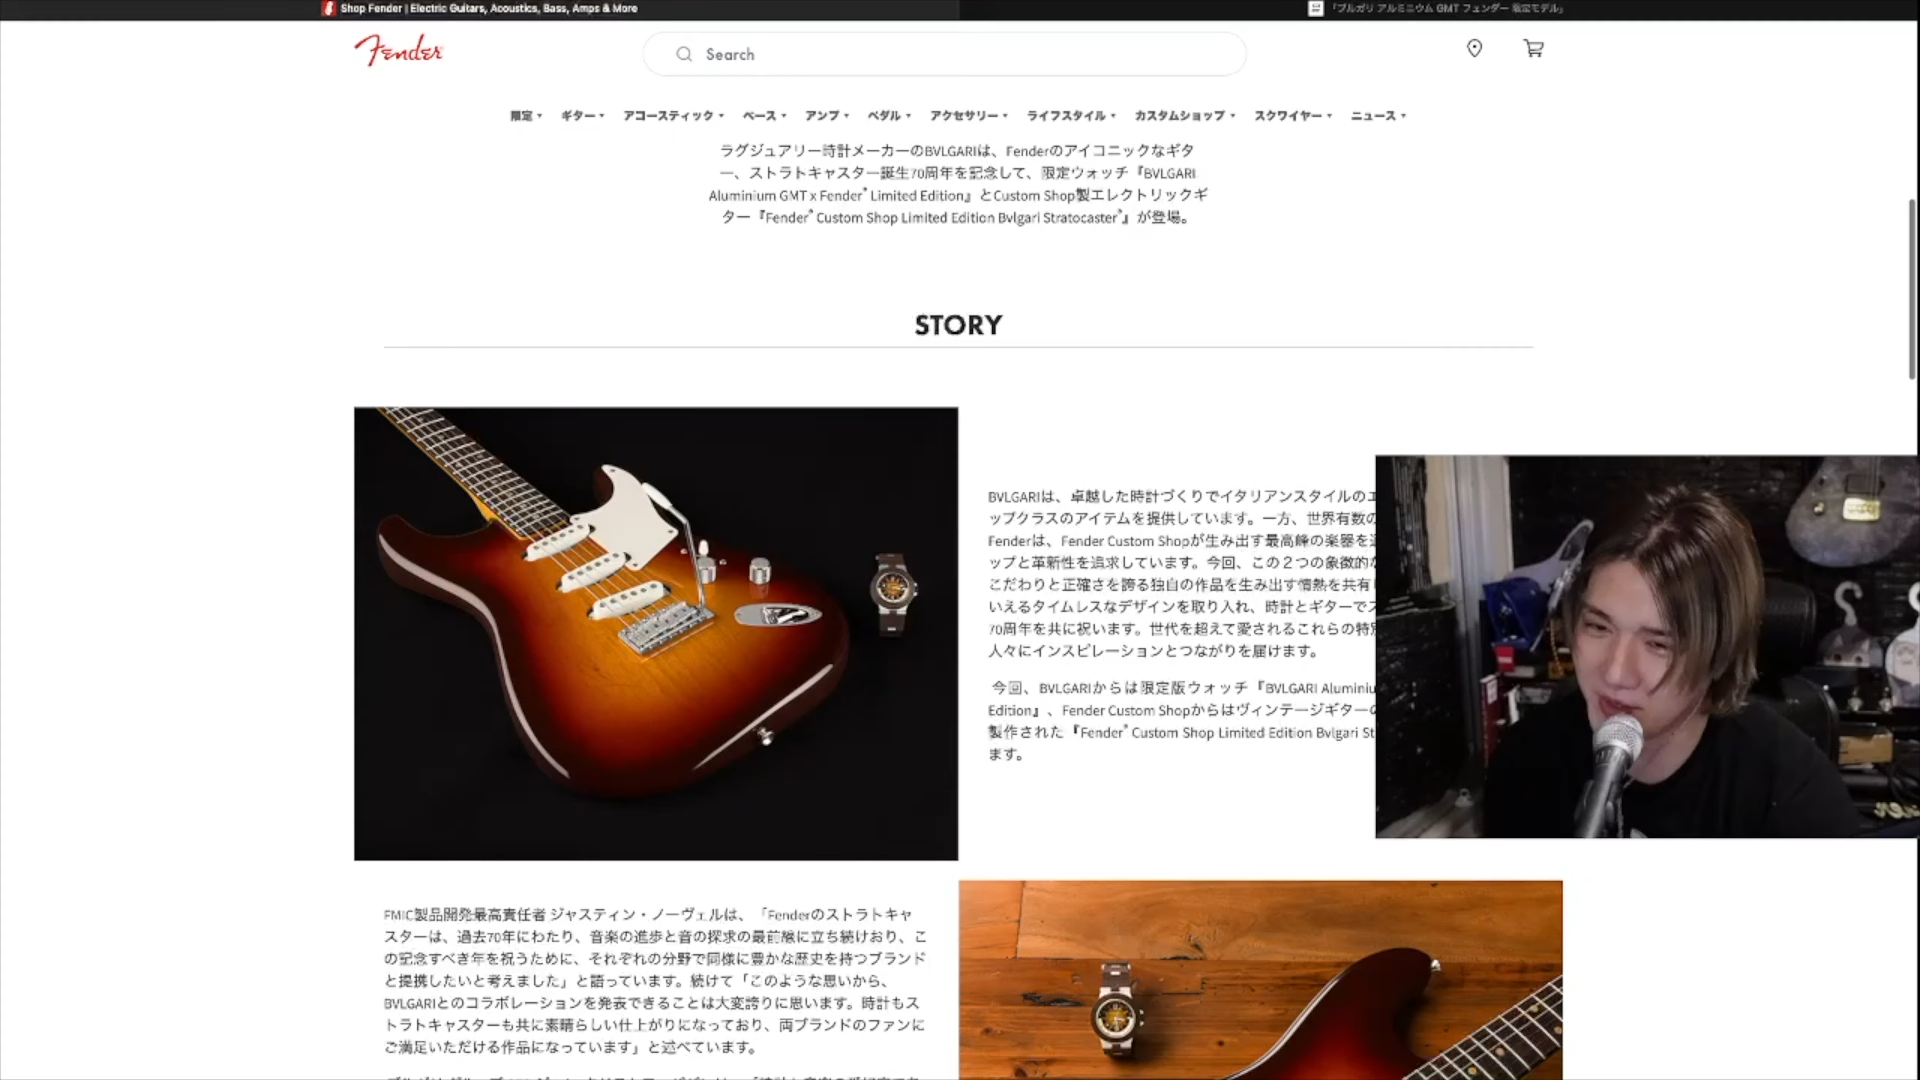 Shop Fender | Electric Guitars, Acoustics, Bass, Amps & More
「ブルガリ アルミニウム GMT フェンダー 限定モデル」
Fender
Search
限定
ギター
アコースティック
ベース
アンプ
ペダル
アクセサリー
ライフスタイル
カスタムショップ
スクワイヤー
ニュース
ラグジュアリー時計メーカーのBVLGARIは、Fenderのアイコニックなギタ
ー、ストラトキャスター誕生70周年を記念して、限定ウォッチ『BVLGARI
Aluminium GMT x Fender® Limited Edition』とCustom Shop製エレクトリックギ
ター『Fender® Custom Shop Limited Edition Bvlgari Stratocaster®』が登場。
STORY
BVLGARIは、卓越した時計づくりでイタリアンスタイルのエ
ップクラスのアイテムを提供しています。一方、世界有数の
Fenderは、Fender Custom Shopが生み出す最高峰の楽器を
ップと革新性を追求しています。今回、この２つの象徴的な
こだわりと正確さを誇る独自の作品を生み出す情熱を共有し
いえるタイムレスなデザインを取り入れ、時計とギターでス
70周年を共に祝います。世代を超えて愛されるこれらの特別
人々にインスピレーションとつながりを届けます。
今回、BVLGARIからは限定版ウォッチ『BVLGARI Aluminiu
Edition』、Fender Custom Shopからはヴィンテージギターの
製作された『Fender® Custom Shop Limited Edition Bvlgari St
ます。
FMIC製品開発最高責任者 ジャスティン・ノーヴェルは、「Fenderのストラトキャ
スターは、過去70年にわたり、音楽の進歩と音の探求の最前線に立ち続けており、こ
の記念すべき年を祝うために、それぞれの分野で同様に豊かな歴史を持つブランド
と提携したいと考えました」と語っています。続けて「このような思いから、
BVLGARIとのコラボレーションを発表できることは大変誇りに思います。時計もス
トラトキャスターも共に素晴らしい仕上がりになっており、両ブランドのファンに
ご満足いただける作品になっています」と述べています。